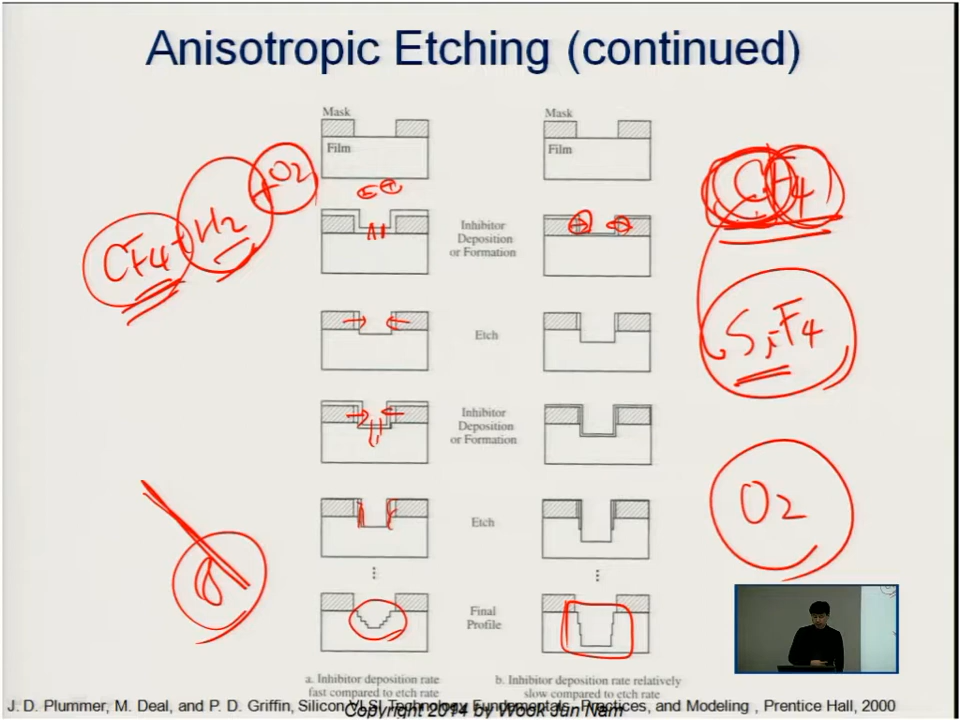 Anisotropic Etching (continued)
Mask
Film
Mask
Film
CF4 + H2 + O2
CF4
Inhibitor
Deposition
or Formation
Etch
SiF4
Inhibitor
Deposition
or Formation
Etch
O2
Final
Profile
a. Inhibitor deposition rate
fast compared to etch rate
b. Inhibitor deposition rate relatively
slow compared to etch rate
J. D. Plummer, M. Deal, and P. D. Griffin, Silicon VLSI Technology Fundamentals, Practices, and Modeling , Prentice Hall, 2000
Copyright 2014 by Wook Jun Nam